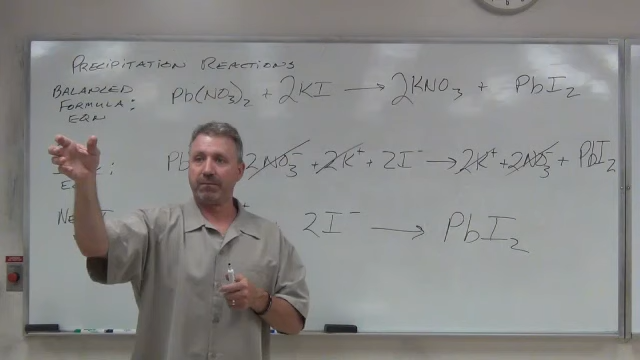 PRECIPITATION REACTIONS
BALANCED FORMULA: EQN
Pb(NO₃)₂ + 2KI → 2KNO₃ + PbI₂
Pb 2NO₃⁻ + 2K⁺ + 2I⁻ → 2K⁺ + 2NO₃⁻ + PbI₂
2I⁻ → PbI₂